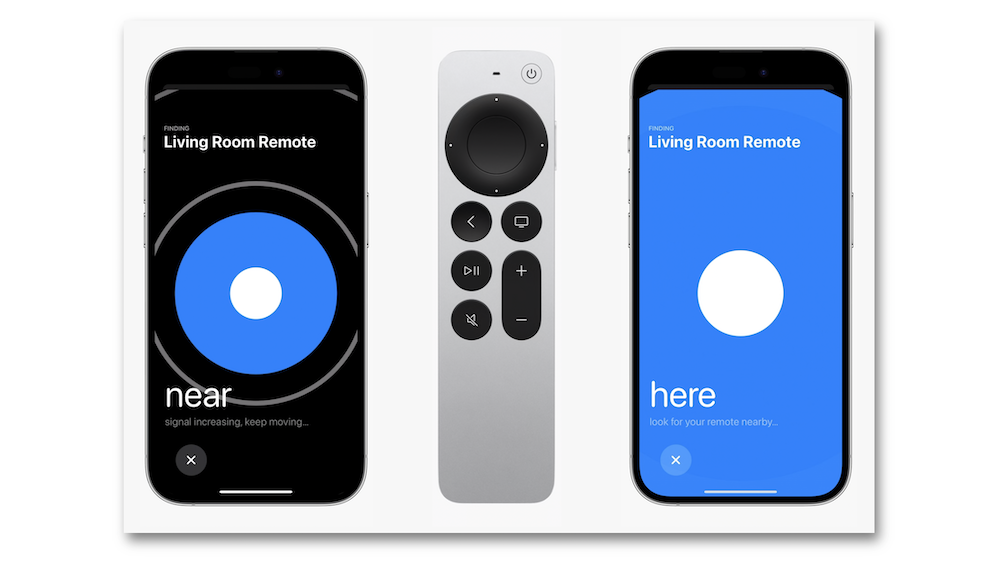 FINDING
Living Room Remote
near
signal increasing, keep moving...
FINDING
Living Room Remote
here
look for your remote nearby...